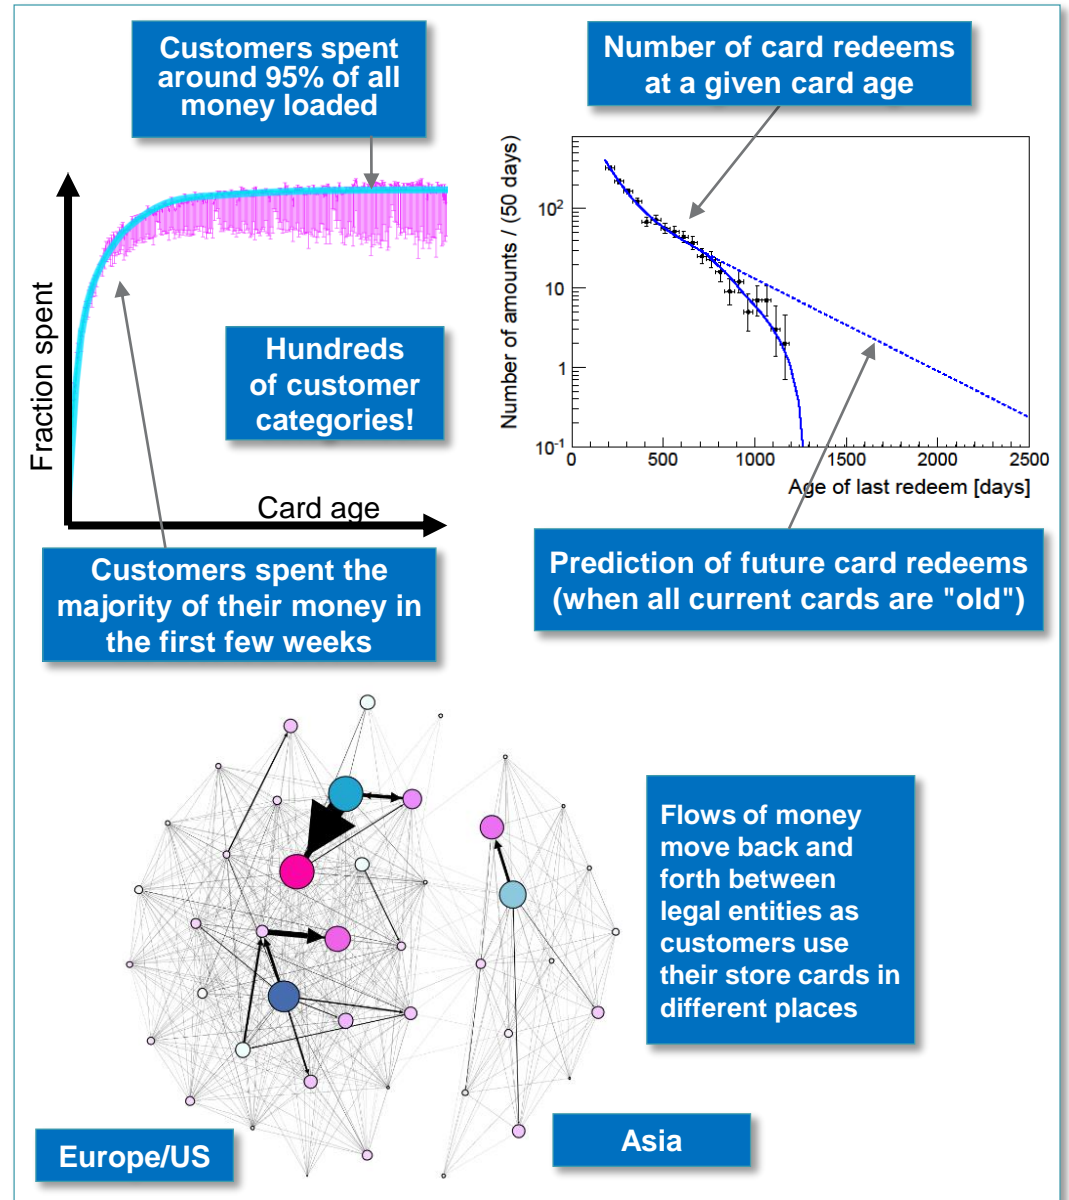 Customers spent
around 95% of all
money loaded
Number of card redeems
at a given card age
Fraction spent
Hundreds
of customer
categories!
Card age
Number of amounts / (50 days)
10²
10
1
10⁻¹
0 500 1000 1500 2000 2500
Age of last redeem [days]
Customers spent the
majority of their money in
the first few weeks
Prediction of future card redeems
(when all current cards are "old")
Flows of money
move back and
forth between
legal entities as
customers use
their store cards in
different places
Europe/US
Asia